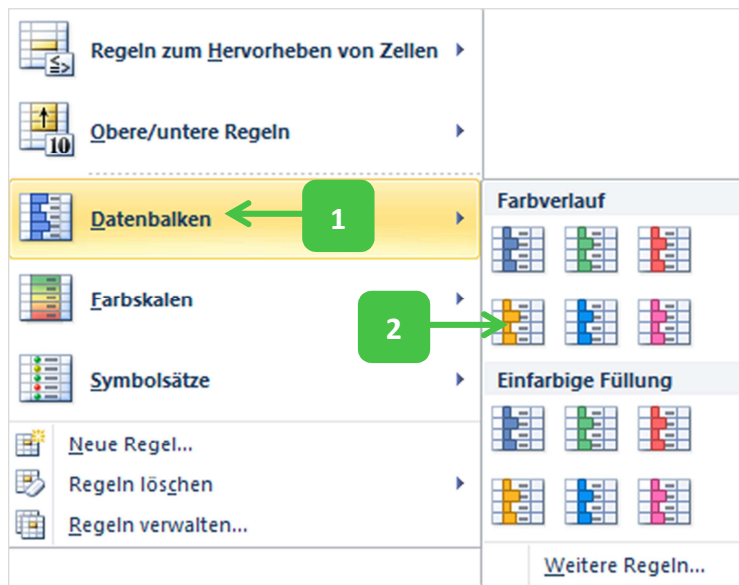 Regeln zum Hervorheben von Zellen
10
Obere/untere Regeln
Datenbalken
1
Farbskalen
Symbolsätze
Neue Regel...
Regeln löschen
Regeln verwalten...
Farbverlauf
2
Einfarbige Füllung
Weitere Regeln...